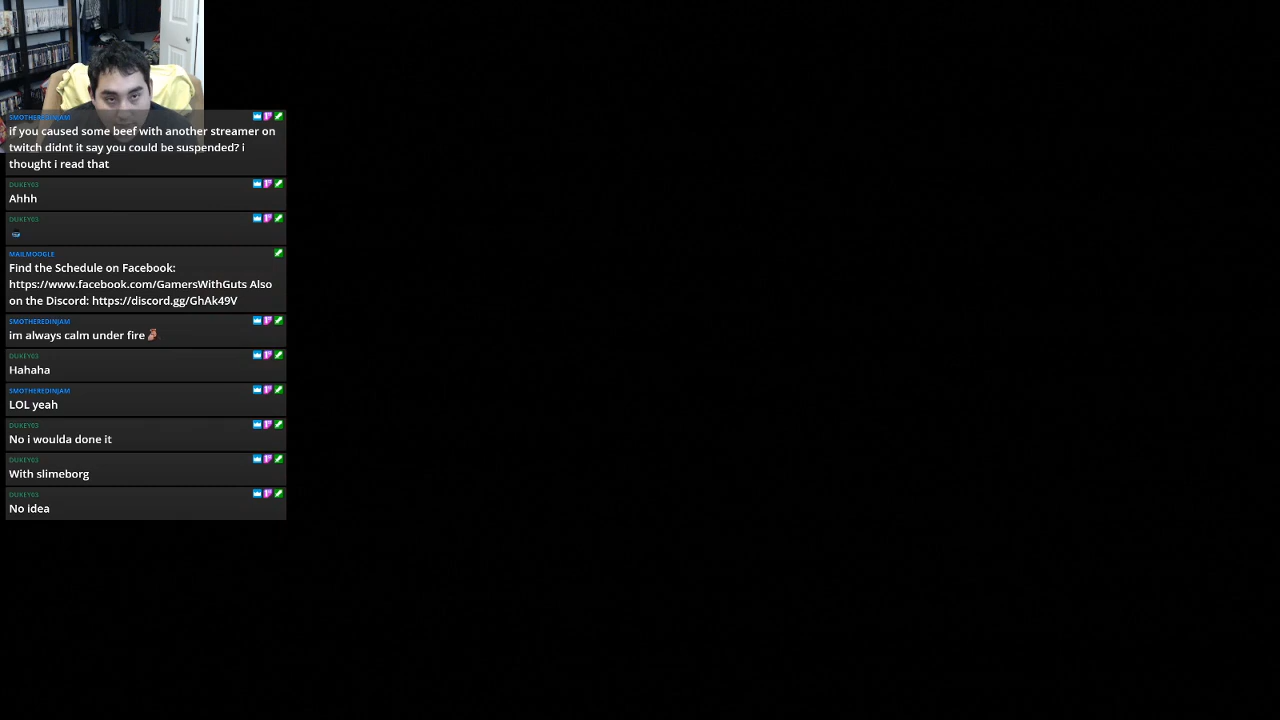 SMOTHEREDINJAM
if you caused some beef with another streamer on
twitch didnt it say you could be suspended? i
thought i read that
DUKEY03
Ahhh
DUKEY03
MAILMOOGLE
Find the Schedule on Facebook:
https://www.facebook.com/GamersWithGuts Also
on the Discord: https://discord.gg/GhAk49V
SMOTHEREDINJAM
im always calm under fire
DUKEY03
Hahaha
SMOTHEREDINJAM
LOL yeah
DUKEY03
No i woulda done it
DUKEY03
With slimeborg
DUKEY03
No idea